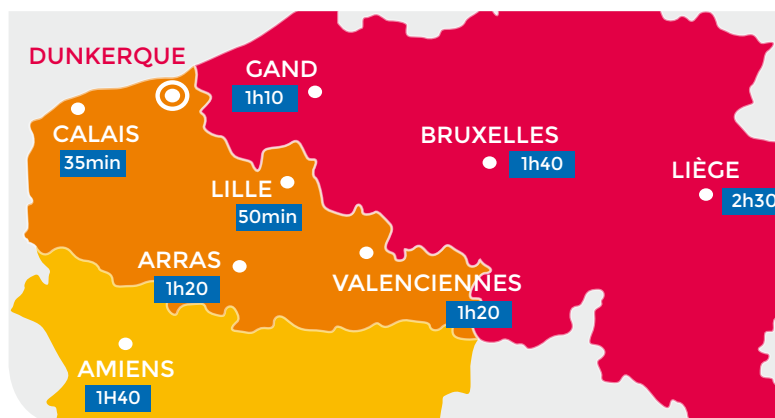 DUNKERQUE
GAND
1h10
CALAIS
35min
BRUXELLES
1h40
LIÈGE
2h30
LILLE
50min
ARRAS
1h20
VALENCIENNES
1h20
AMIENS
1H40